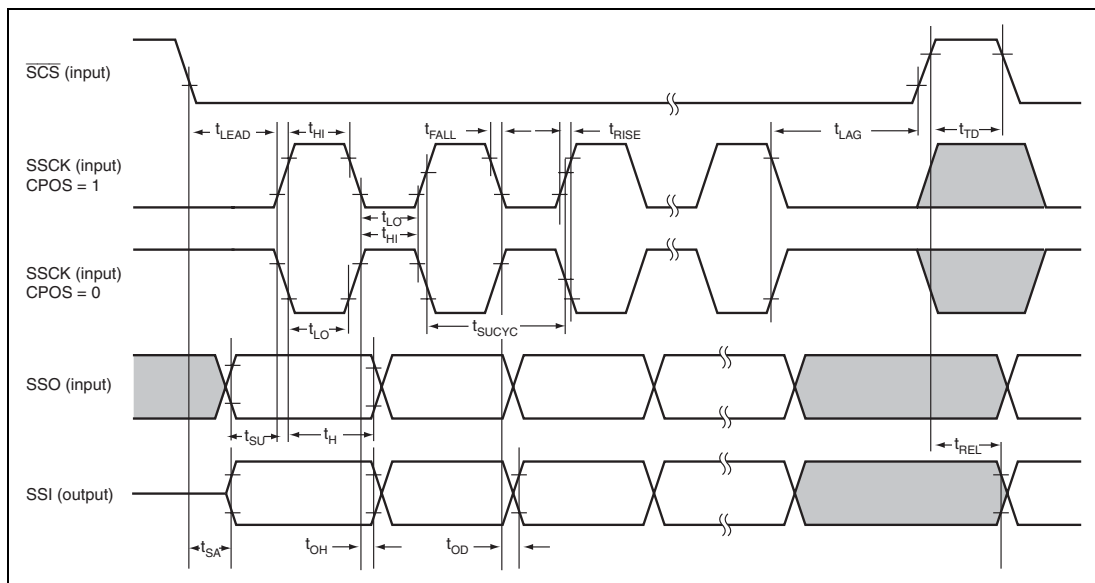 SCS (input)
tLEAD
tHI
tFALL
tRISE
tLAG
tTD
SSCK (input)
CPOS = 1
tLO
tHI
SSCK (input)
CPOS = 0
tLO
tSUCYC
SSO (input)
tSU
tH
tREL
SSI (output)
tSA
tOH
tOD